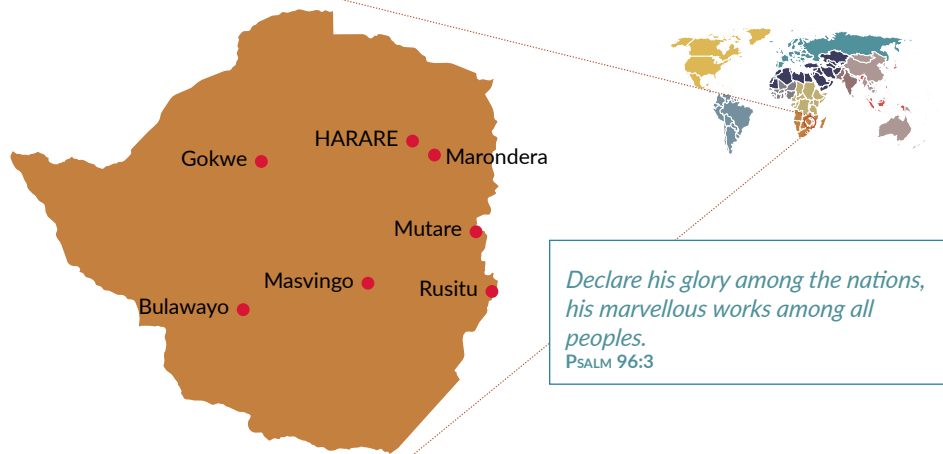 HARARE
Gokwe
Marondera
Mutare
Masvingo
Rusitu
Bulawayo
Declare his glory among the nations,
his marvellous works among all
peoples.
Psalm 96:3